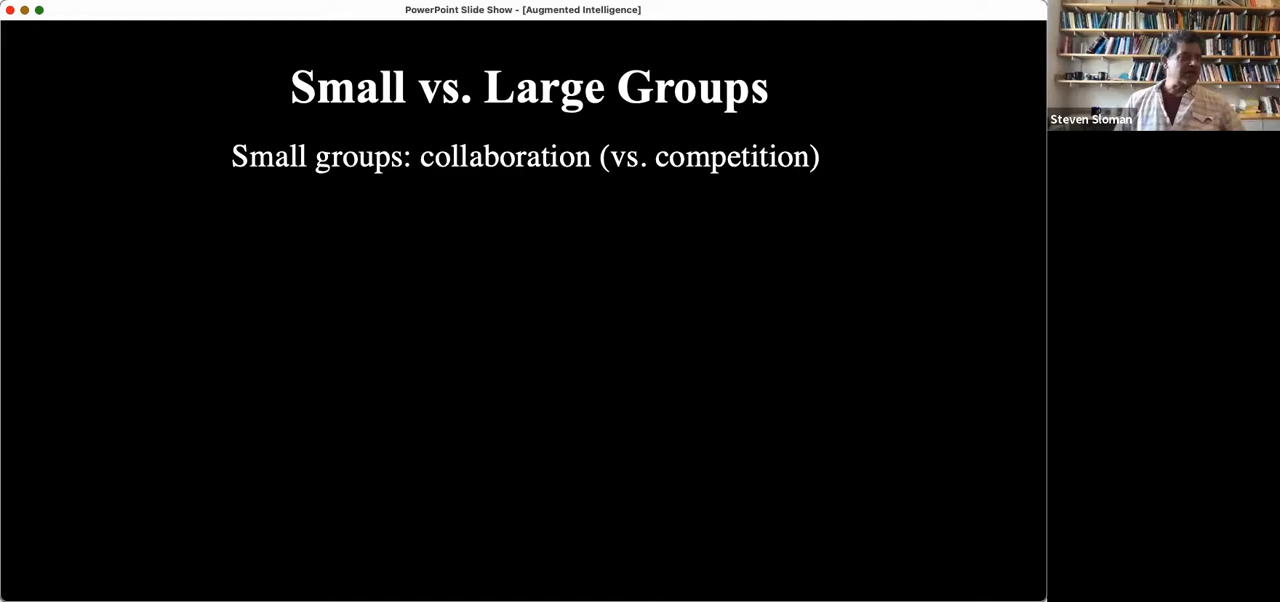 PowerPoint Slide Show - [Augmented Intelligence]
Small vs. Large Groups
Small groups: collaboration (vs. competition)
Steven Sloman